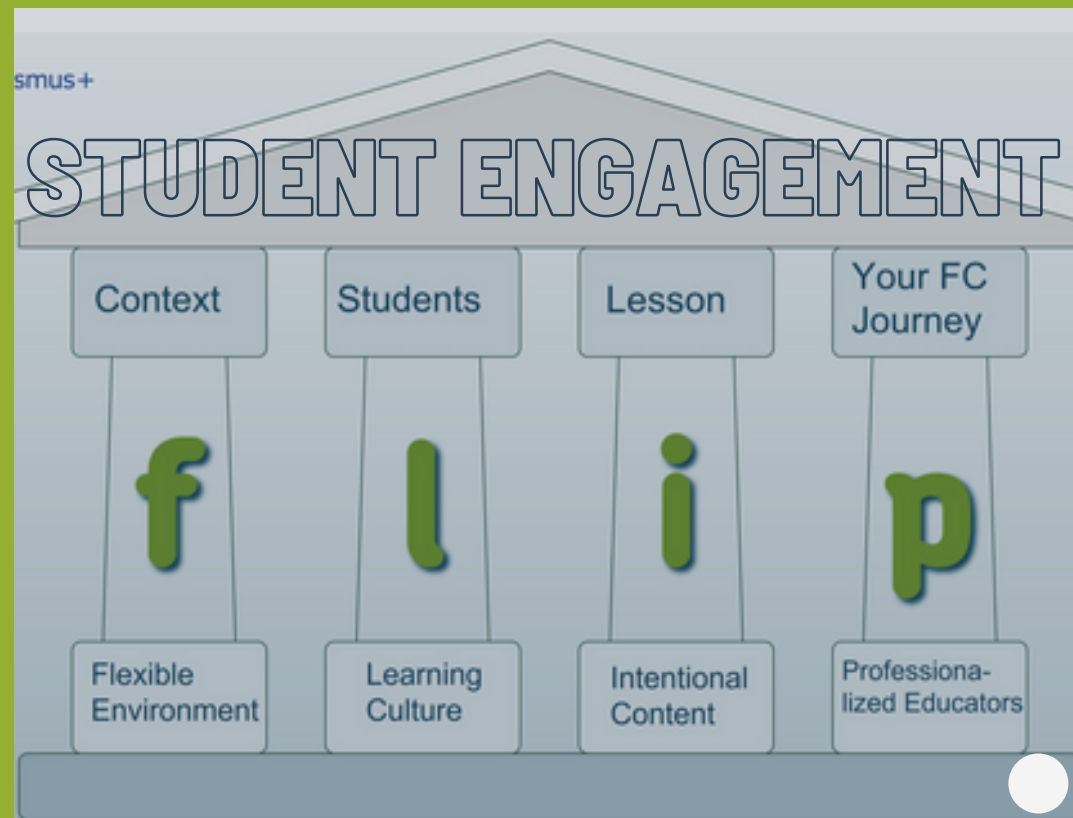 smus+
STUDENT ENGAGEMENT
Context
Students
Lesson
Your FC
Journey
f
l
i
p
Flexible
Environment
Learning
Culture
Intentional
Content
Professiona-
lized Educators